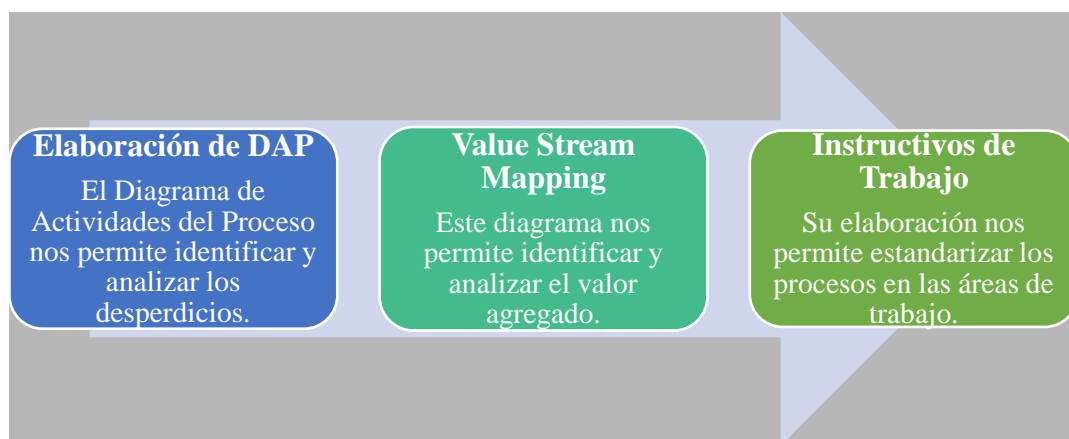 Elaboración de DAP
El Diagrama de
Actividades del Proceso
nos permite identificar y
analizar los
desperdicios.
Value Stream
Mapping
Este diagrama nos
permite identificar y
analizar el valor
agregado.
Instructivos de
Trabajo
Su elaboración nos
permite estandarizar los
procesos en las áreas de
trabajo.